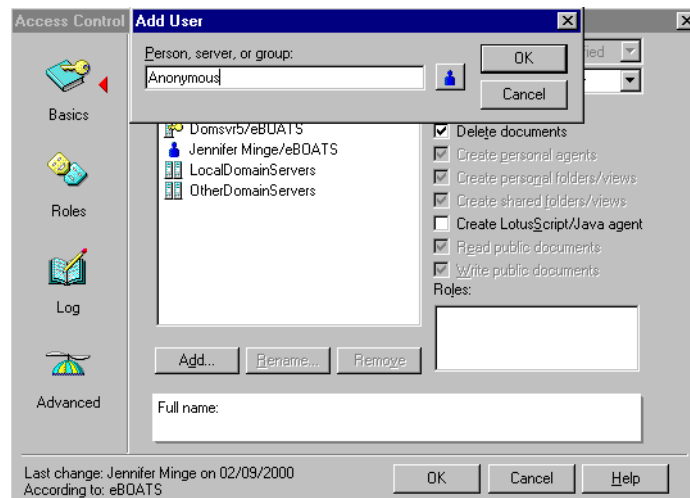 Access Control
Add User
Person, server, or group:
Anonymous
OK
Cancel
Basics
Roles
Log
Advanced
Domsvr5/eBOATS
Jennifer Minge/eBOATS
LocalDomainServers
OtherDomainServers
Delete documents
Create personal agents
Create personal folders/views
Create shared folders/views
Create LotusScript/Java agent
Read public documents
Write public documents
Roles:
Add...
Rename...
Remove
Full name:
Last change: Jennifer Minge on 02/09/2000
According to: eBOATS
OK
Cancel
Help